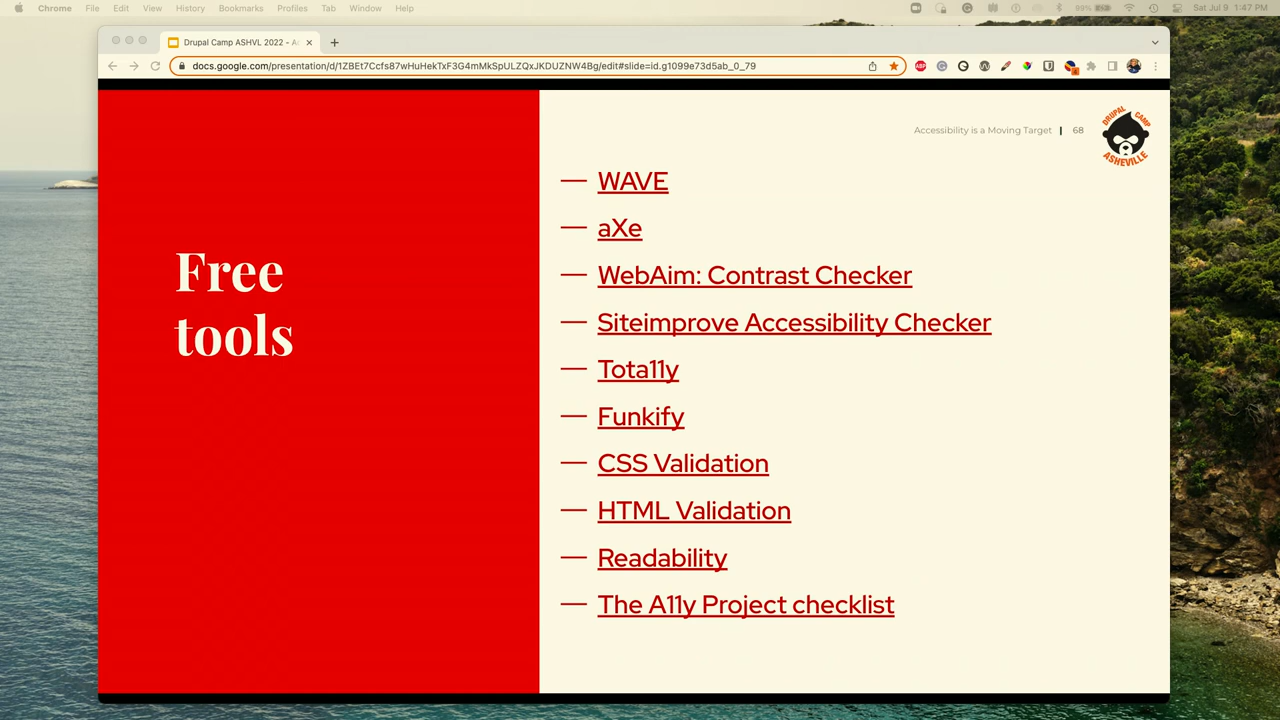 Chrome File Edit View History Bookmarks Profiles Tab Window Help
Sat Jul 9 1:47 PM
Drupal Camp ASHVL 2022 -
docs.google.com/presentation/d/1ZBEt7Ccfs87wHuHekTxF3G4mMkSpULZQxJKDUZNW4Bg/edit#slide=id.g1099e73d5ab_0_79
ABP
Accessibility is a Moving Target | 68
DRUPAL CAMP
ASHEVILLE
Free
tools
— WAVE
— aXe
— WebAim: Contrast Checker
— Siteimprove Accessibility Checker
— Tota11y
— Funkify
— CSS Validation
— HTML Validation
— Readability
— The A11y Project checklist